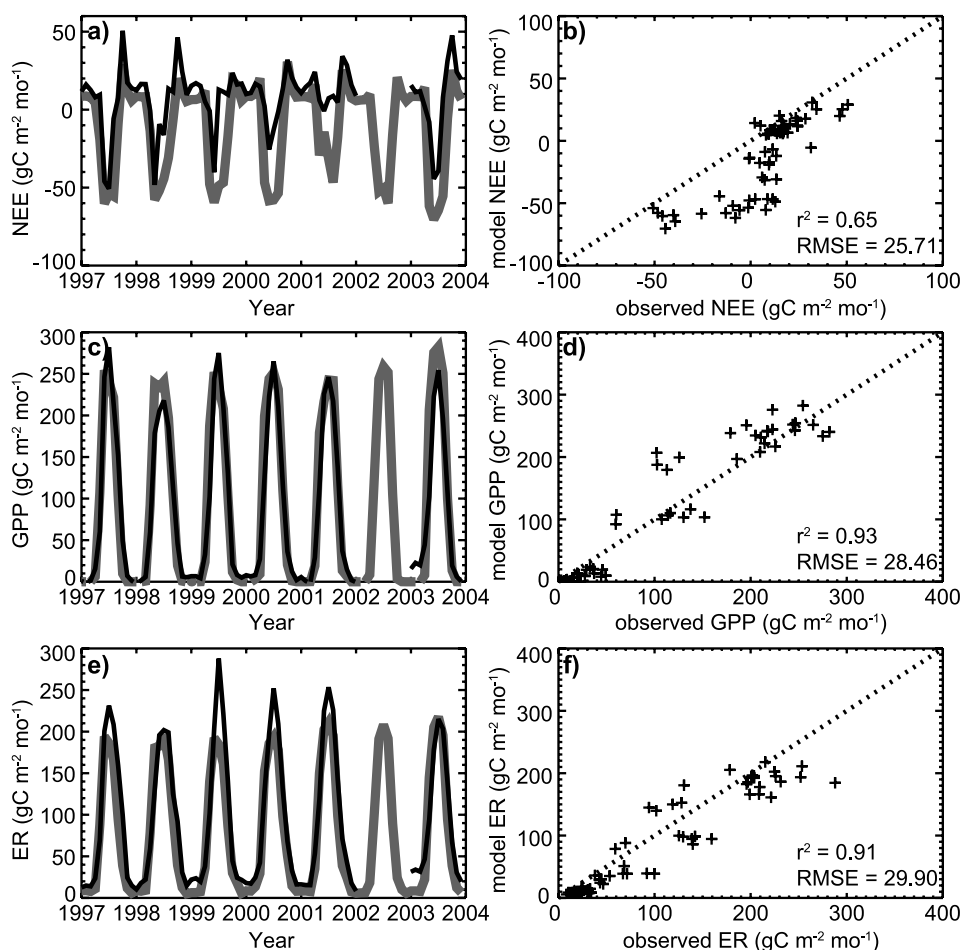 a)
NEE (gC m⁻² mo⁻¹)
50
0
-50
-100
1997 1998 1999 2000 2001 2002 2003 2004
Year
b)
model NEE (gC m⁻² mo⁻¹)
100
50
0
-50
-100
r² = 0.65
RMSE = 25.71
-100 -50 0 50 100
observed NEE (gC m⁻² mo⁻¹)
c)
GPP (gC m⁻² mo⁻¹)
300
250
200
150
100
50
0
1997 1998 1999 2000 2001 2002 2003 2004
Year
d)
model GPP (gC m⁻² mo⁻¹)
400
300
200
100
0
r² = 0.93
RMSE = 28.46
0 100 200 300 400
observed GPP (gC m⁻² mo⁻¹)
e)
ER (gC m⁻² mo⁻¹)
300
250
200
150
100
50
0
1997 1998 1999 2000 2001 2002 2003 2004
Year
f)
model ER (gC m⁻² mo⁻¹)
400
300
200
100
0
r² = 0.91
RMSE = 29.90
0 100 200 300 400
observed ER (gC m⁻² mo⁻¹)